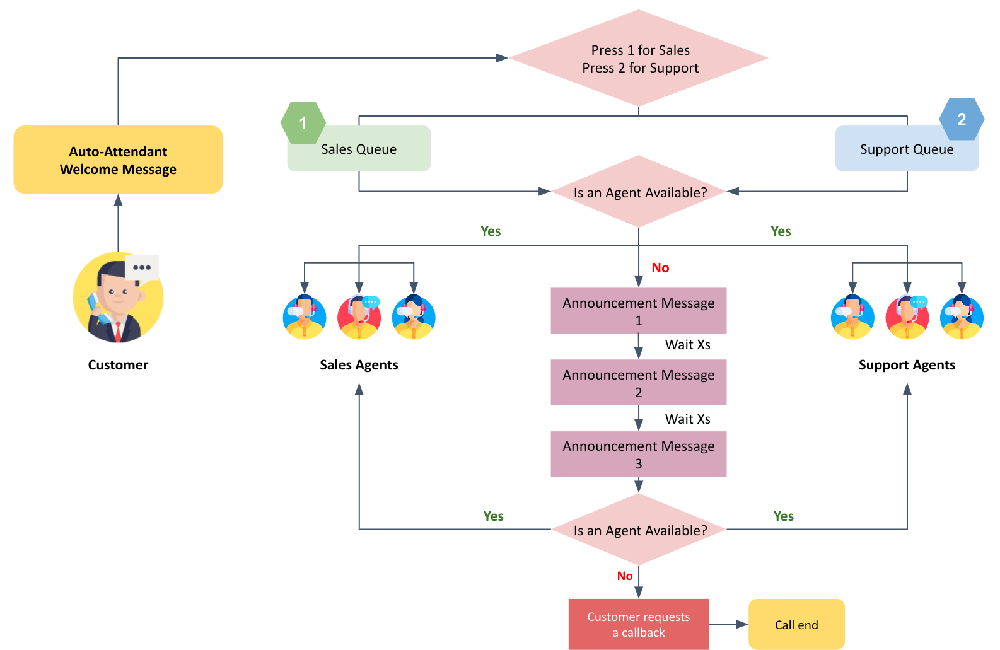 Press 1 for Sales
Press 2 for Support
1
2
Sales Queue
Support Queue
Auto-Attendant
Welcome Message
Is an Agent Available?
Yes
Yes
No
Announcement Message
1
Wait Xs
Customer
Sales Agents
Support Agents
Announcement Message
2
Wait Xs
Announcement Message
3
Yes
Yes
Is an Agent Available?
No
Customer requests
a callback
Call end